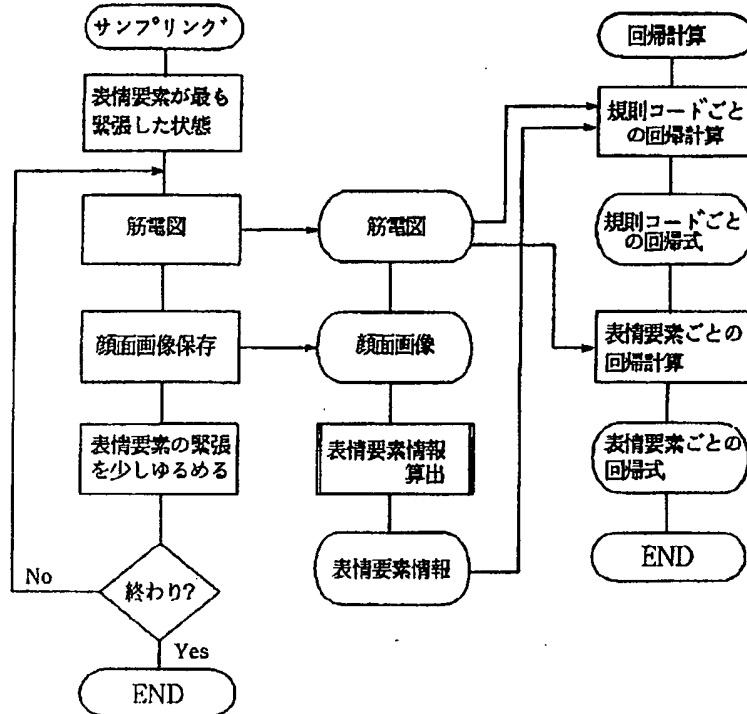 サンプリング
表情要素が最も
緊張した状態
筋電図
顔面画像保存
表情要素の緊張
を少しゆるめる
No
終わり?
Yes
END
筋電図
顔面画像
表情要素情報
算出
表情要素情報
回帰計算
規則コードごと
の回帰計算
規則コードごと
の回帰式
表情要素ごとの
回帰計算
表情要素ごとの
回帰式
END